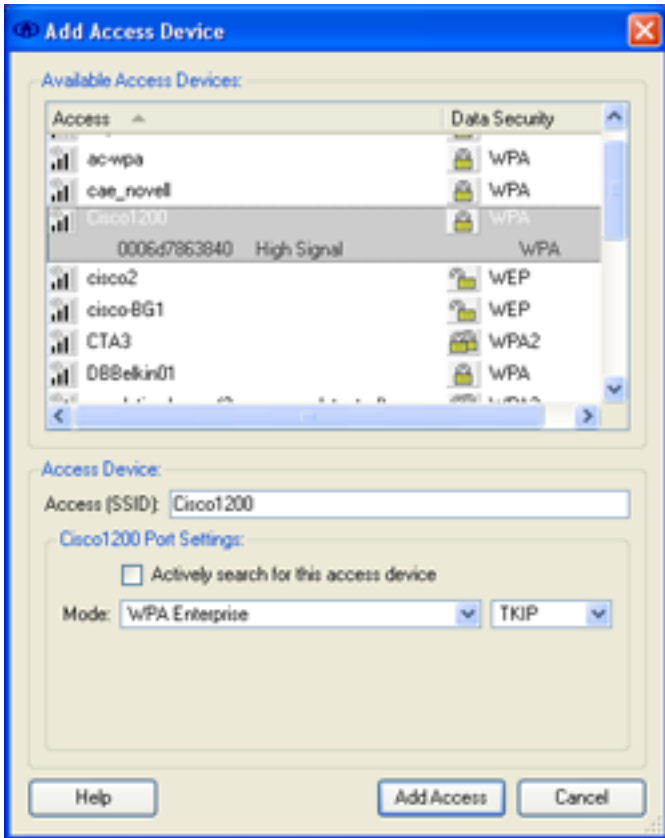 Add Access Device
Available Access Devices:
Access Data Security
ac-wpa WPA
cae_novell WPA
Cisco1200 WPA
0006d7863840 High Signal WPA
cisco2 WEP
cisco-BG1 WEP
CTA3 WPA2
DBBelkin01 WPA
Access Device:
Access (SSID): Cisco1200
Cisco1200 Port Settings:
Actively search for this access device
Mode: WPA Enterprise TKIP
Help Add Access Cancel